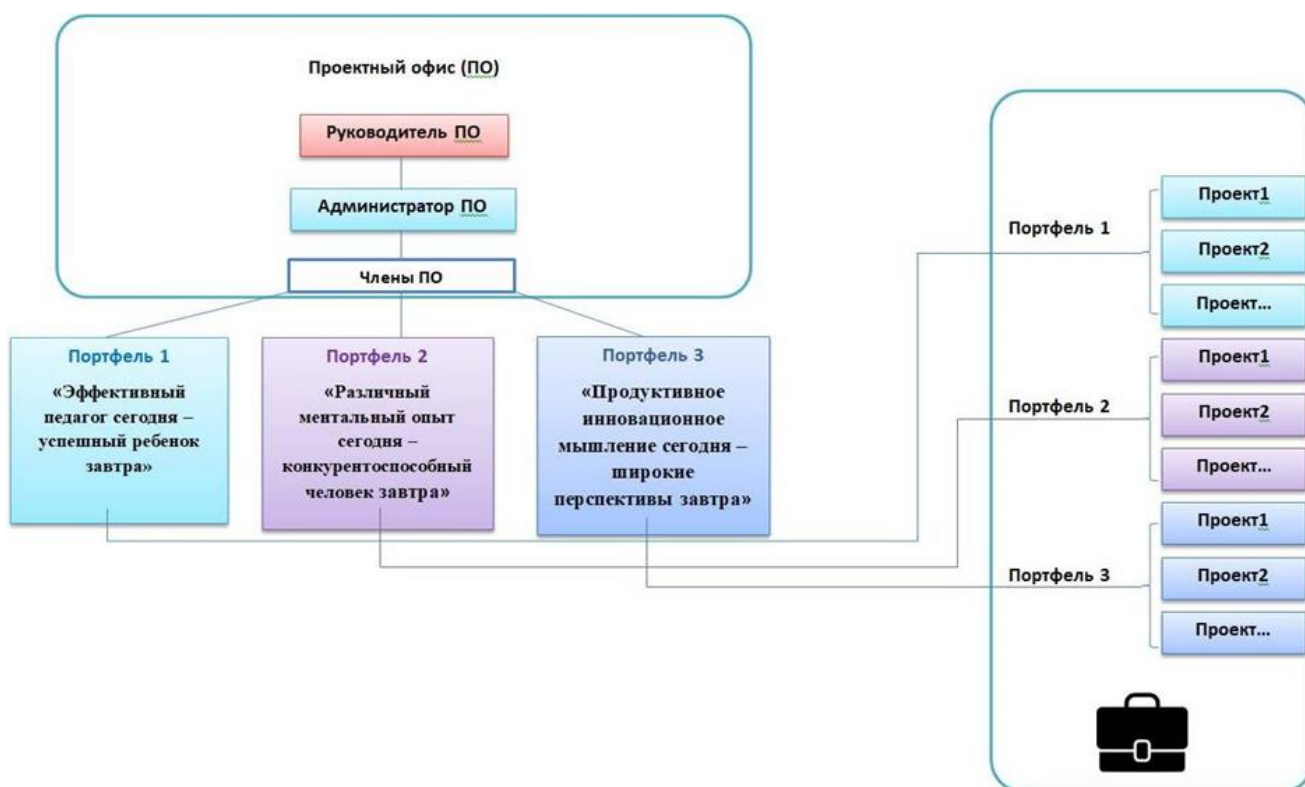 Проектный офис (ПО)
Руководитель ПО
Администратор ПО
Члены ПО
Портфель 1
«Эффективный
педагог сегодня –
успешный ребенок
завтра»
Портфель 2
«Различный
ментальный опыт
сегодня –
конкурентоспособный
человек завтра»
Портфель 3
«Продуктивное
инновационное
мышление сегодня –
широкие
перспективы завтра»
Портфель 1
Проект1
Проект2
Проект...
Портфель 2
Проект1
Проект2
Проект...
Портфель 3
Проект1
Проект2
Проект...